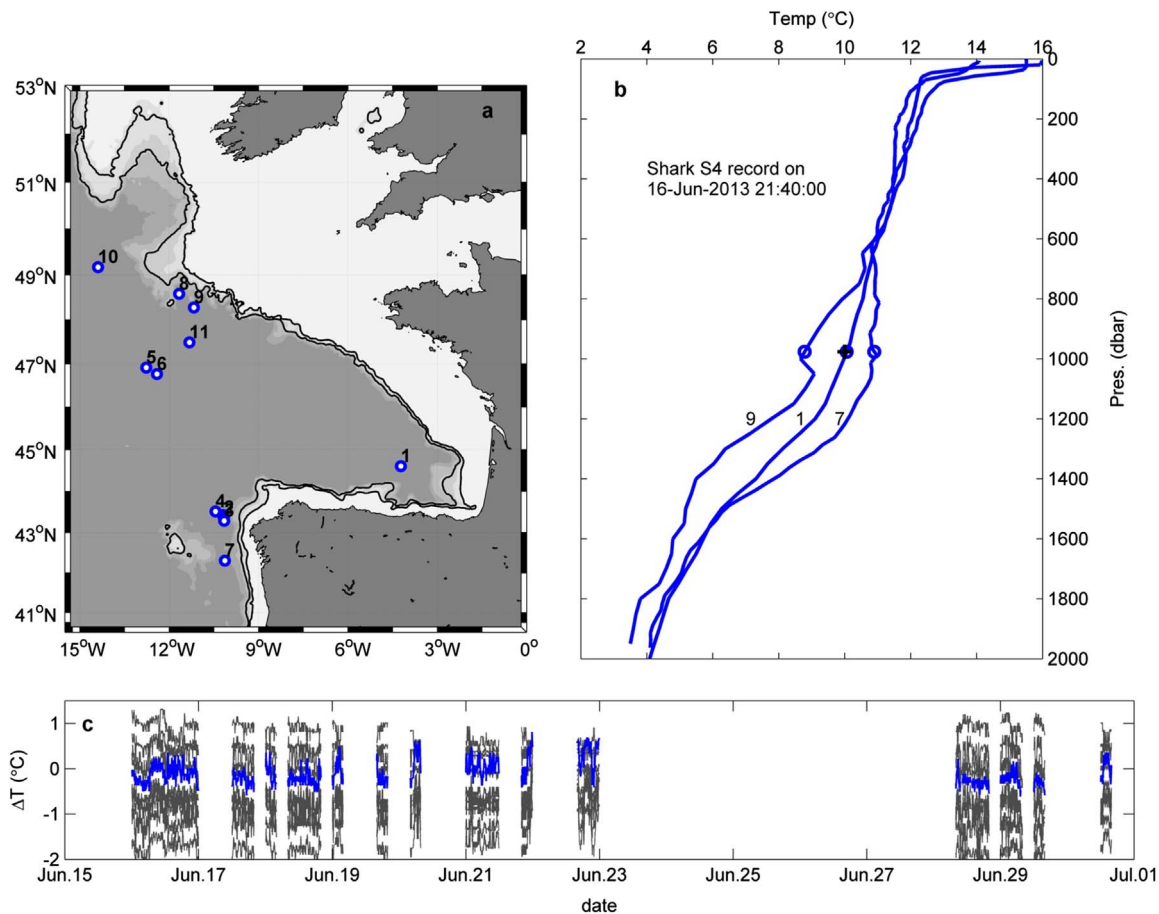 Temp (°C)
2 4 6 8 10 12 14 16
53°N
51°N
49°N
47°N
45°N
43°N
41°N
15°W 12°W 9°W 6°W 3°W 0°
a
10
8
9
11
5 6
1
4
7
b
Shark S4 record on
16-Jun-2013 21:40:00
9 1 7
0
200
400
600
800
1000
1200
1400
1600
1800
2000
Pres. (dbar)
c
1
0
-1
-2
ΔT (°C)
Jun.15 Jun.17 Jun.19 Jun.21 Jun.23 Jun.25 Jun.27 Jun.29 Jul.01
date